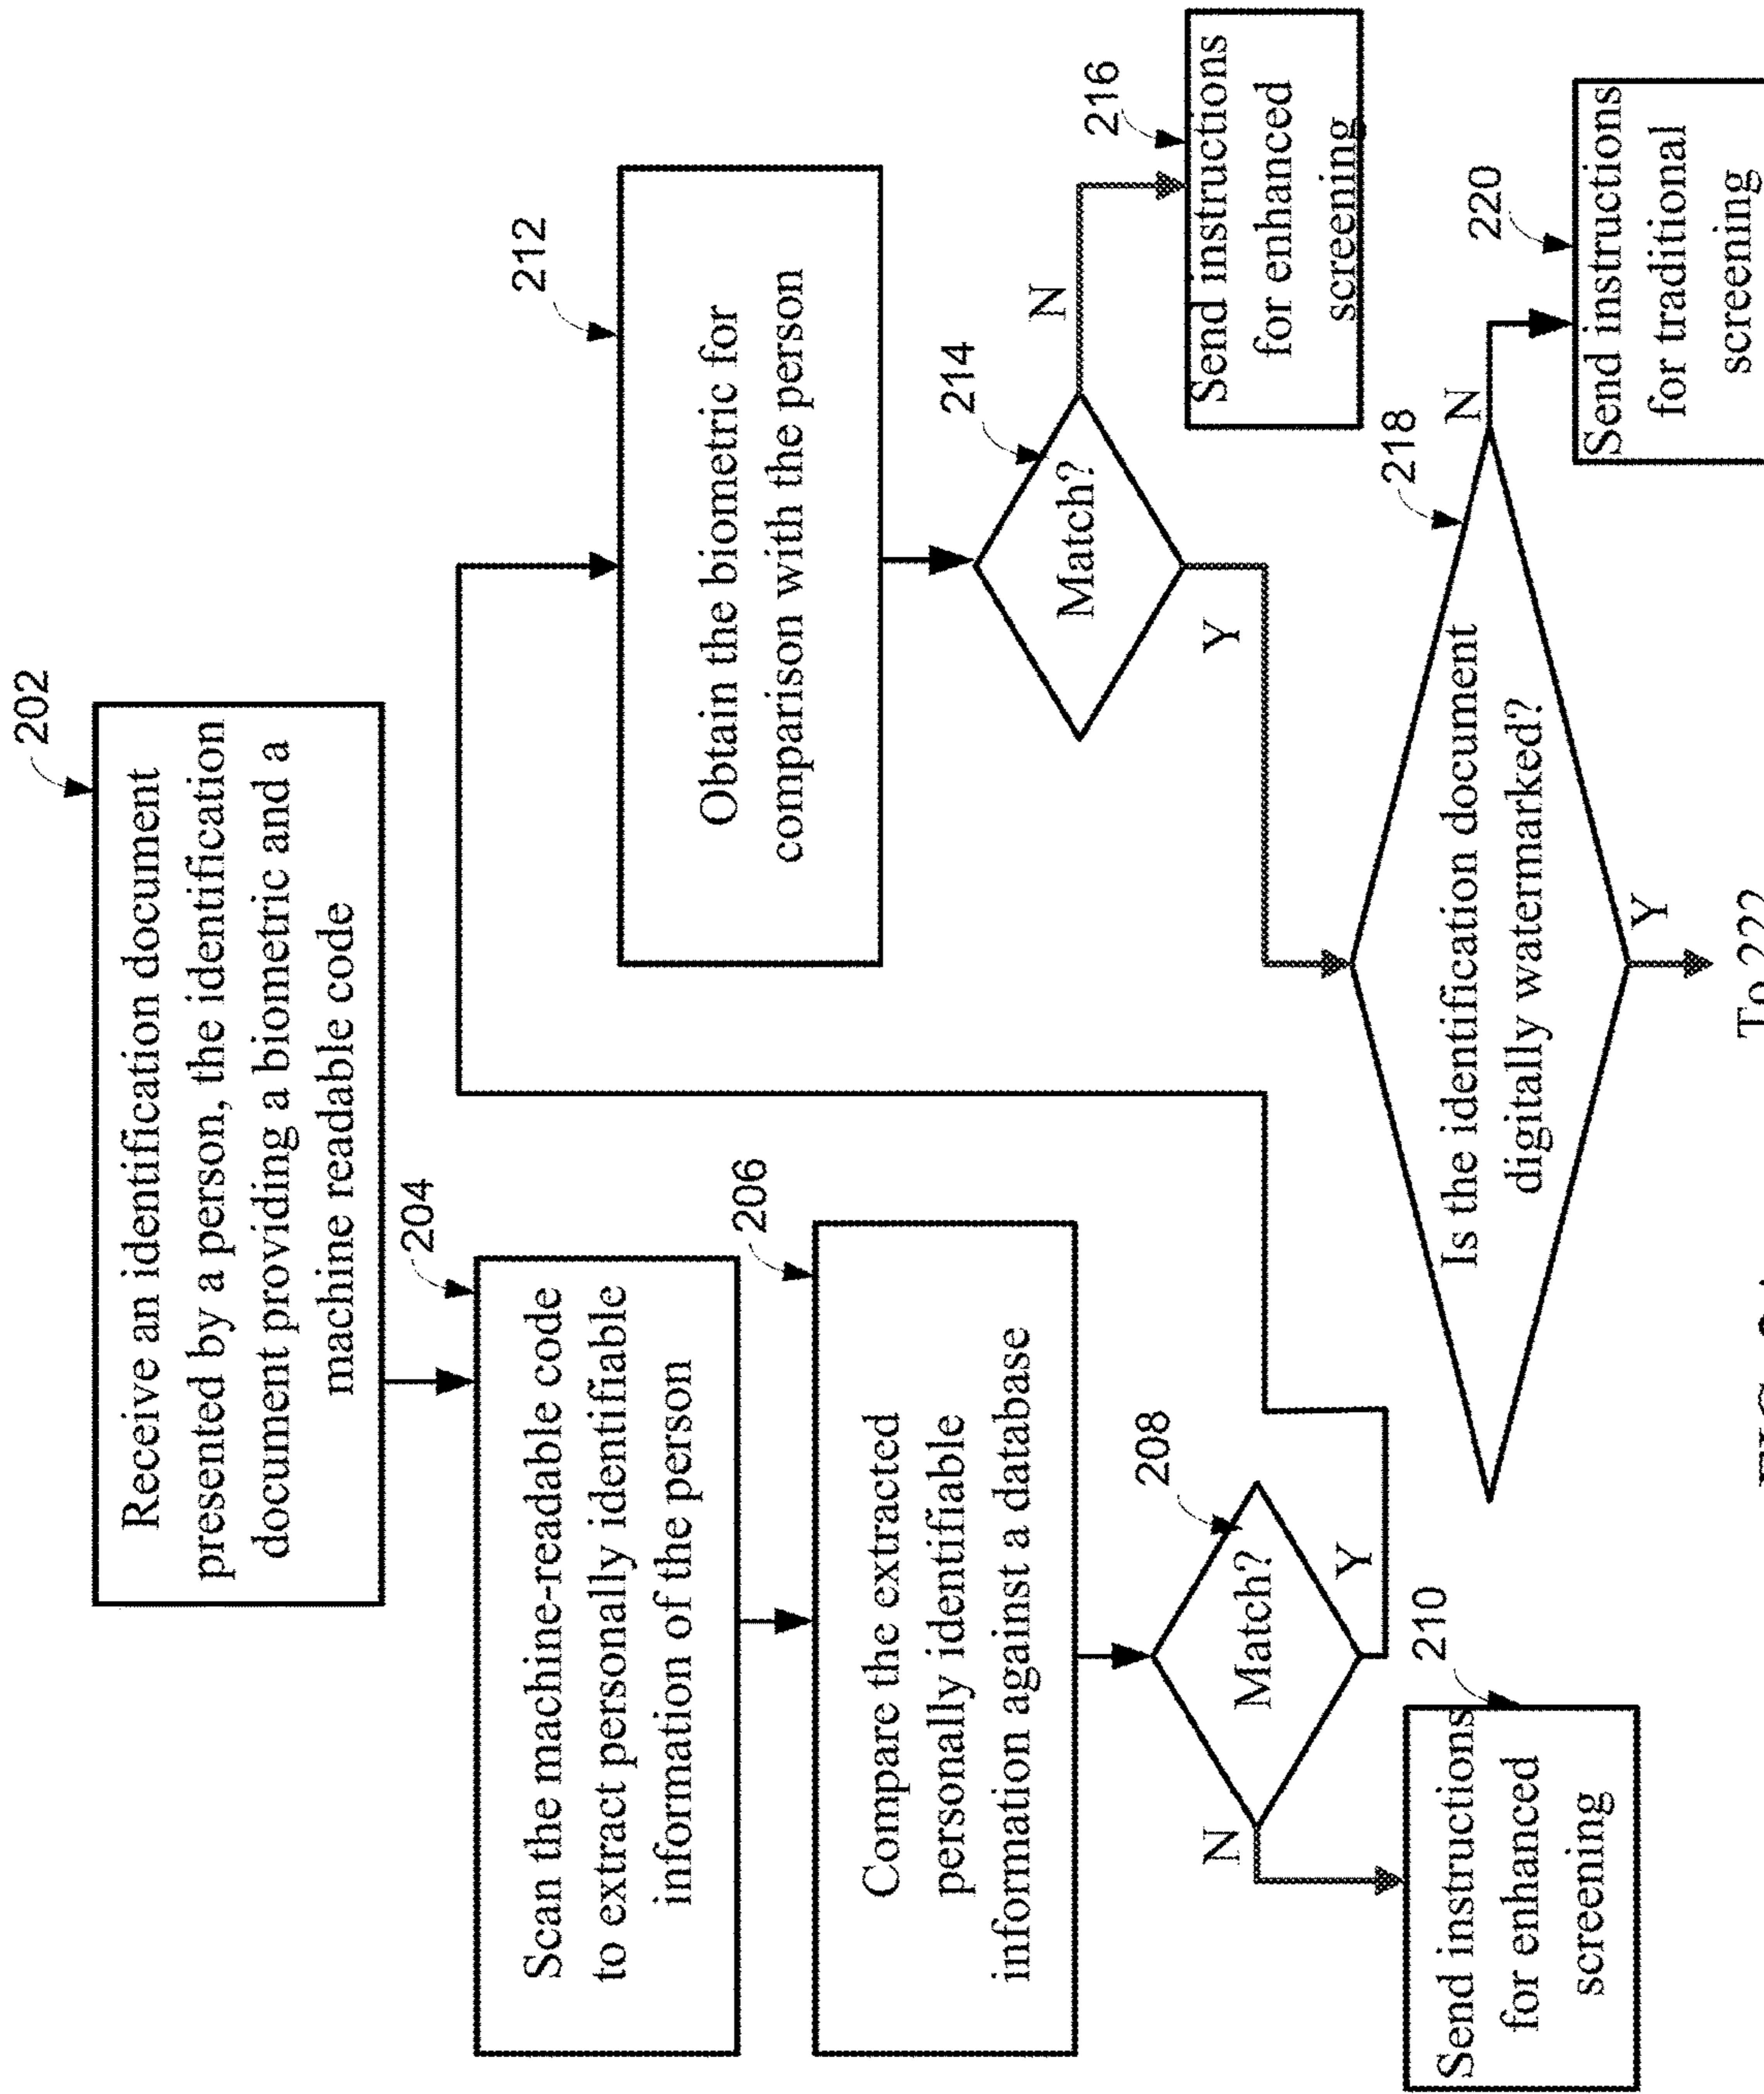 202
Receive an identification document
presented by a person, the identification
document providing a biometric and a
machine readable code
204
Scan the machine-readable code
to extract personally identifiable
information of the person
206
Compare the extracted
personally identifiable
information against a database
208
Match?
N
Y
210
Send instructions
for enhanced
screening
212
Obtain the biometric for
comparison with the person
214
Match?
N
Y
216
Send instructions
for enhanced
screening
218
Is the identification document
digitally watermarked?
N
Y
220
Send instructions
for traditional
screening
To 222